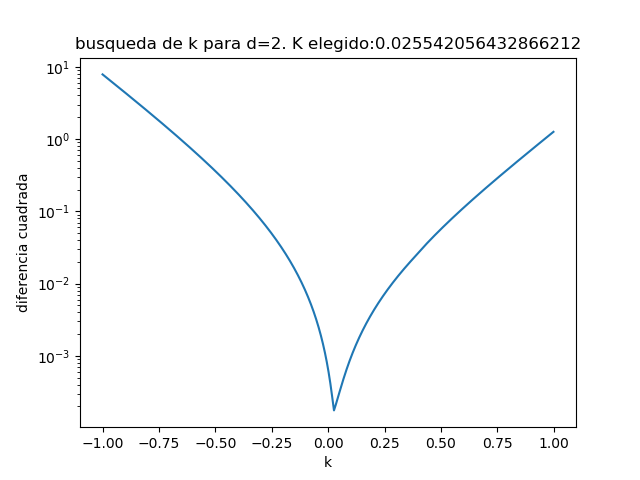 busqueda de k para d=2. K elegido:0.025542056432866212
10¹
10⁰
10⁻¹
10⁻²
10⁻³
diferencia cuadrada
−1.00 −0.75 −0.50 −0.25 0.00 0.25 0.50 0.75 1.00
k